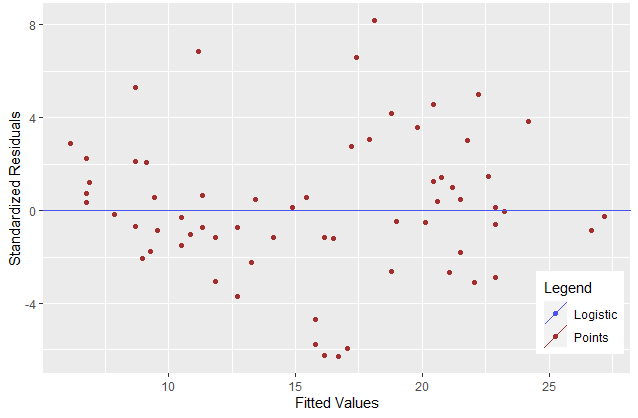 8
4
0
-4
Standardized Residuals
10
15
20
25
Fitted Values
Legend
Logistic
Points